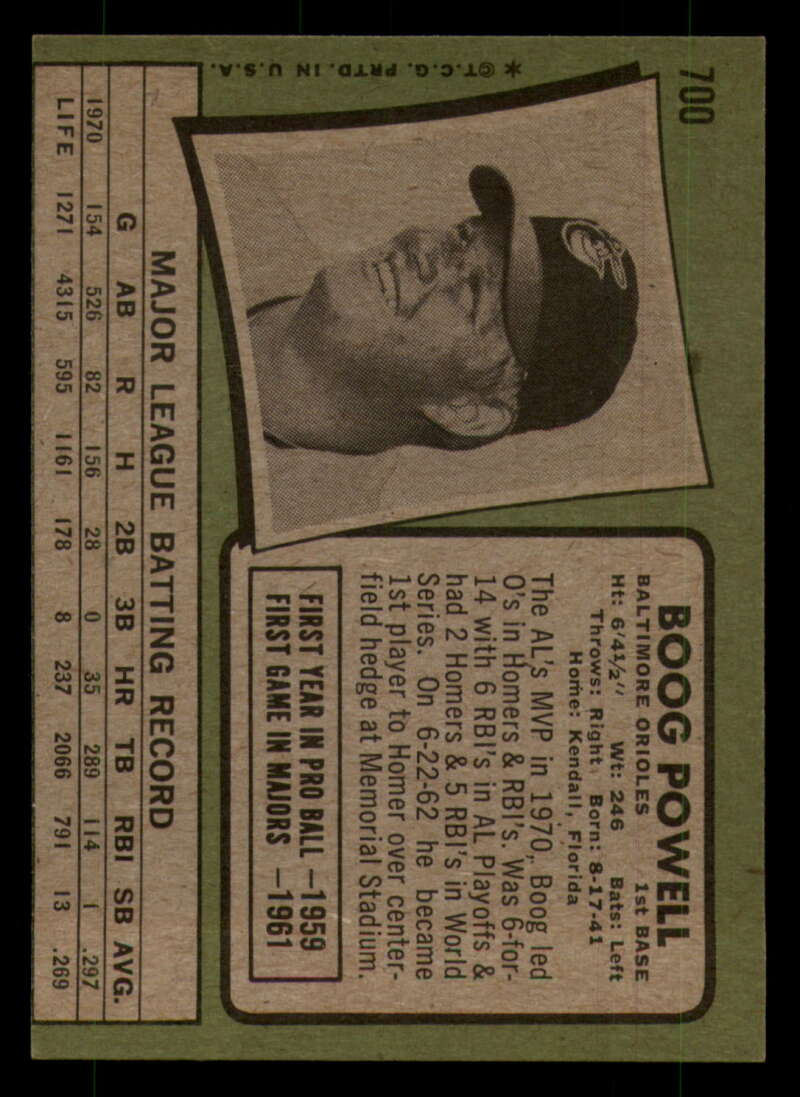 700
* ©T.C.G. PRTD. IN U.S.A.
BOOG POWELL
BALTIMORE ORIOLES 1st BASE
Ht: 6'4½" Wt: 246 Bats: Left
Throws: Right Born: 8-17-41
Home: Kendall, Florida
The AL's MVP in 1970, Boog led
O's in Homers & RBI's. Was 6-for-
14 with 6 RBI's in AL Playoffs &
had 2 Homers & 5 RBI's in World
Series. On 6-22-62 he became
1st player to Homer over center-
field hedge at Memorial Stadium.
FIRST YEAR IN PRO BALL —1959
FIRST GAME IN MAJORS —1961
MAJOR LEAGUE BATTING RECORD
G AB R H 2B 3B HR TB RBI SB AVG.
1970 154 526 82 156 28 0 35 289 114 1 .297
LIFE 1271 4315 595 1161 178 8 237 2066 791 13 .269